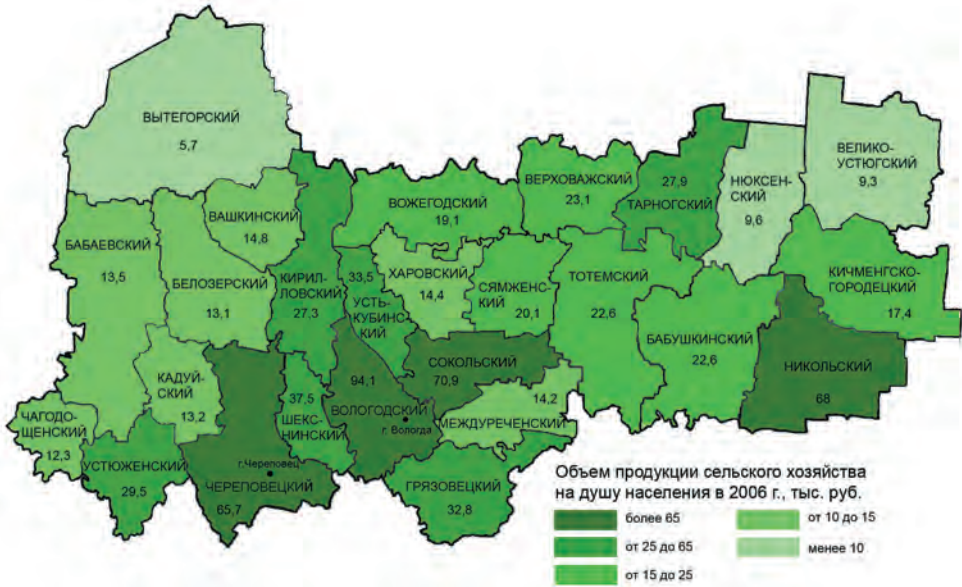 ВЫТЕГОРСКИЙ
5,7
ВЕЛИКО-
УСТЮГСКИЙ
9,3
ВЕРХОВАЖСКИЙ
23,1
27,9
ТАРНОГСКИЙ
НЮКСЕН-
СКИЙ
9,6
ВАШКИНСКИЙ
14,8
ВОЖЕГОДСКИЙ
19,1
БАБАЕВСКИЙ
13,5
БЕЛОЗЕРСКИЙ
13,1
КИРИЛ-
ЛОВСКИЙ
27,3
33,5
УСТЬ-
КУБИНС-
КИЙ
ХАРОВСКИЙ
14,4
СЯМЖЕНС-
КИЙ
20,1
ТОТЕМСКИЙ
22,6
КИЧМЕНГСКО-
ГОРОДЕЦКИЙ
17,4
БАБУШКИНСКИЙ
22,6
НИКОЛЬСКИЙ
68
СОКОЛЬСКИЙ
70,9
КАДУЙ-
СКИЙ
13,2
94,1
ВОЛОГОДСКИЙ
г. Вологда
37,5
ШЕКС-
НИНСКИЙ
14,2
МЕЖДУРЕЧЕНСКИЙ
ЧАГОДО-
ЩЕНСКИЙ
12,3
УСТЮЖЕНСКИЙ
29,5
г.Череповец
ЧЕРЕПОВЕЦКИЙ
65,7
ГРЯЗОВЕЦКИЙ
32,8
Объем продукции сельского хозяйства
на душу населения в 2006 г., тыс. руб.
более 65
от 25 до 65
от 15 до 25
от 10 до 15
менее 10